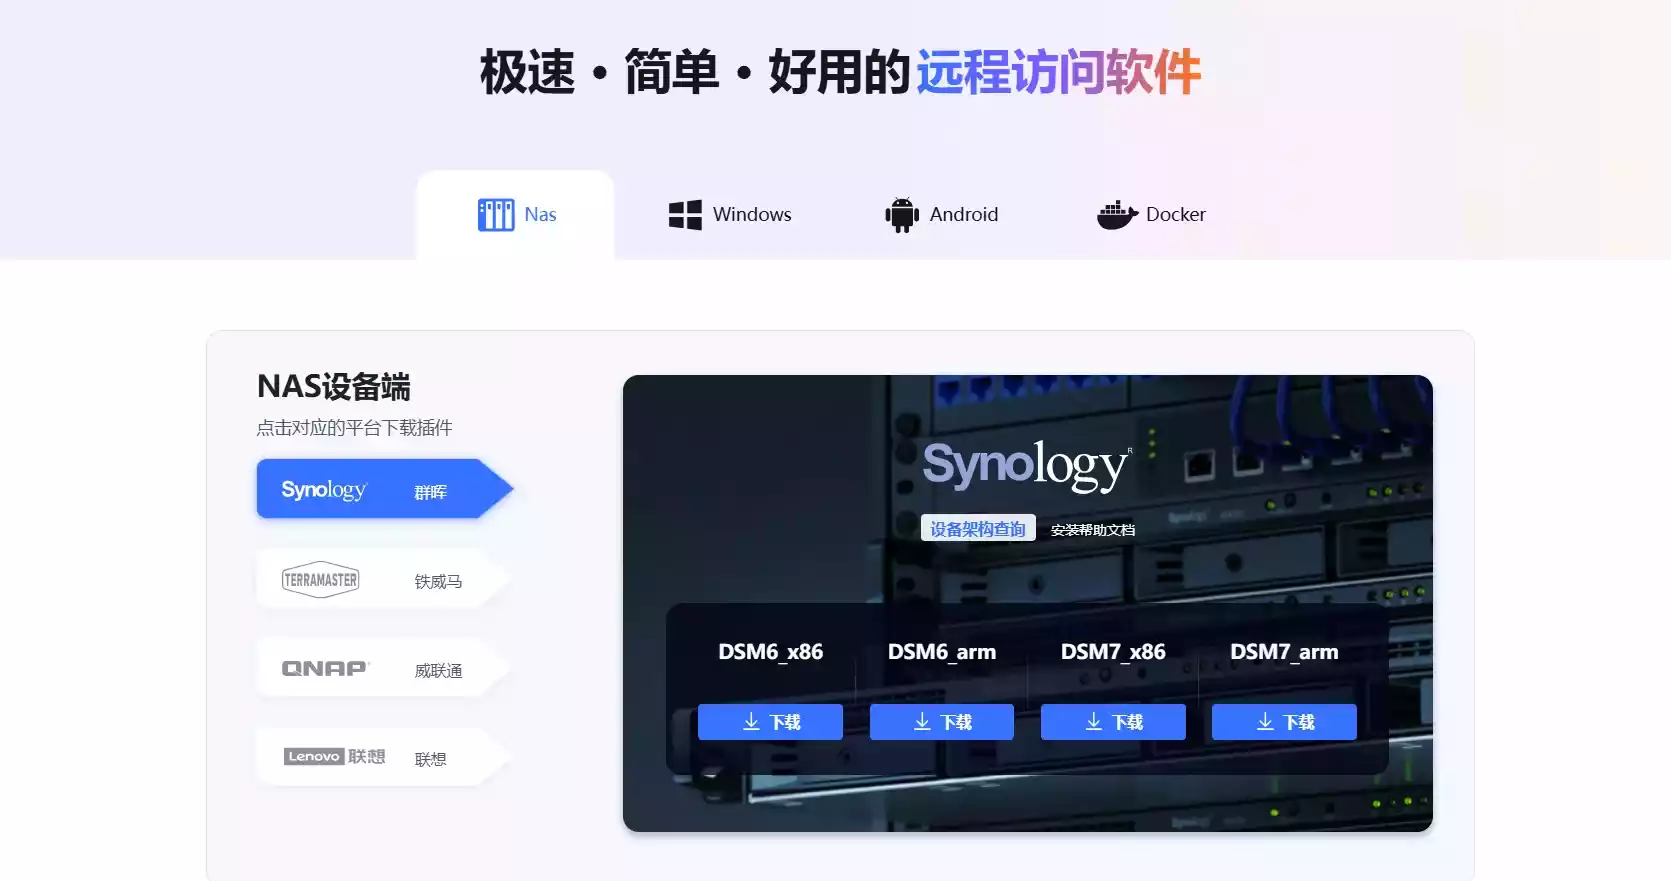 极速·简单·好用的远程访问软件
Nas
Windows
Android
Docker
NAS设备端
点击对应的平台下载插件
Synology 群晖
TERRAMASTER 铁威马
QNAP 威联通
Lenovo 联想 联想
Synology
设备架构查询 安装帮助文档
DSM6_x86 DSM6_arm DSM7_x86 DSM7_arm
下载 下载 下载 下载